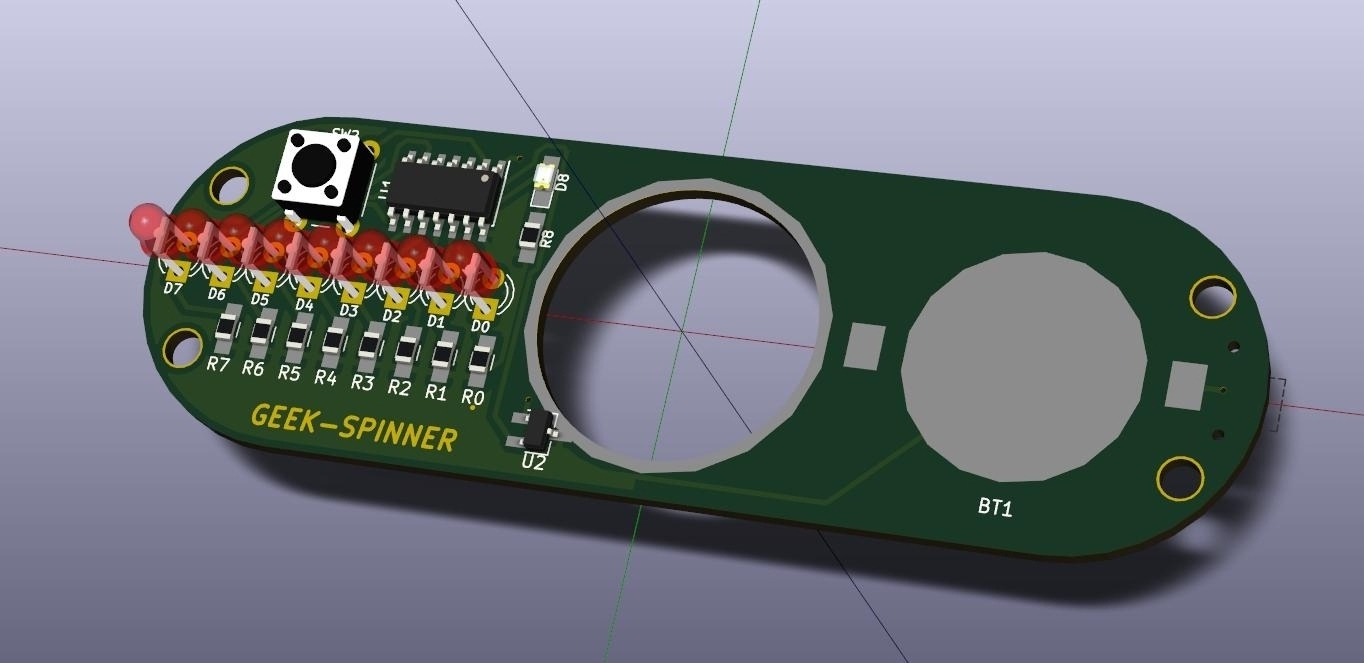 D8
R8
D7 D6 D5 D4 D3 D2 D1 D0
R7 R6 R5 R4 R3 R2 R1 R0
GEEK-SPINNER
U2
BT1